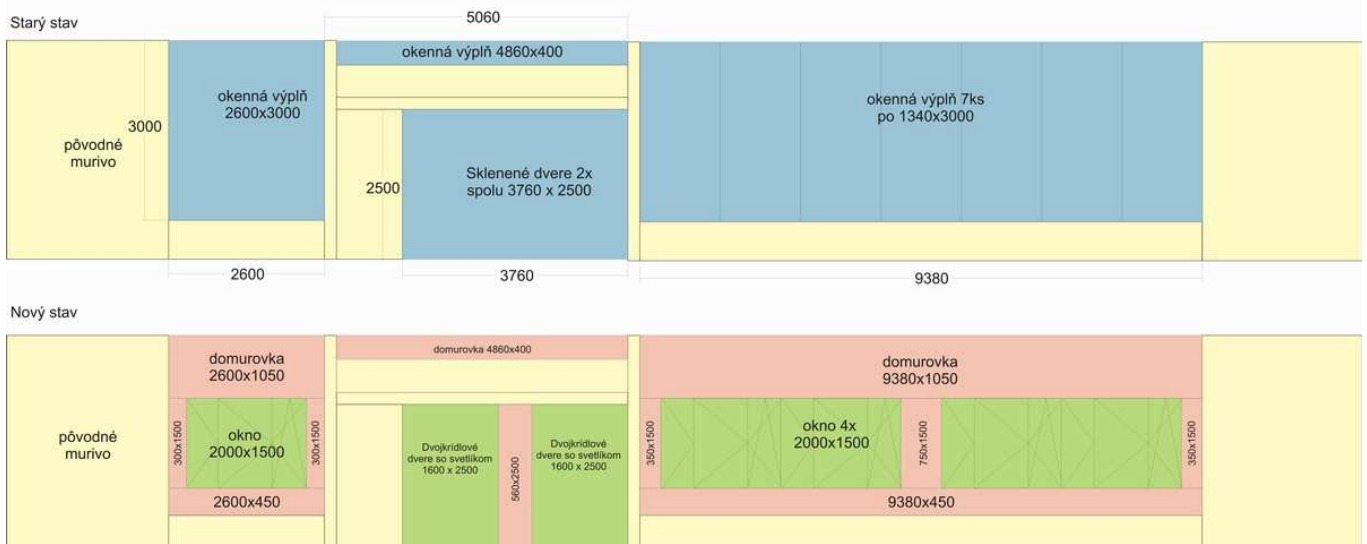 Starý stav
5060
okenná výplň 4860x400
okenná výplň
2600x3000
okenná výplň 7ks
po 1340x3000
3000
pôvodné
murivo
2500
Sklenené dvere 2x
spolu 3760 x 2500
2600
3760
9380
Nový stav
domurovka
2600x1050
domurovka 4860x400
domurovka
9380x1050
pôvodné
murivo
300x1500
okno
2000x1500
300x1500
Dvojkrídlové
dvere so svetlíkom
1600 x 2500
560x2500
Dvojkrídlové
dvere so svetlíkom
1600 x 2500
350x1500
okno 4x
2000x1500
750x1500
350x1500
2600x450
9380x450